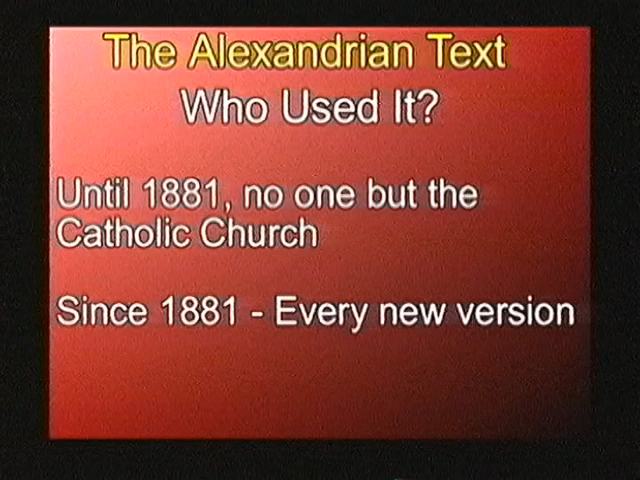 The Alexandrian Text
Who Used It?
Until 1881, no one but the
Catholic Church
Since 1881 - Every new version